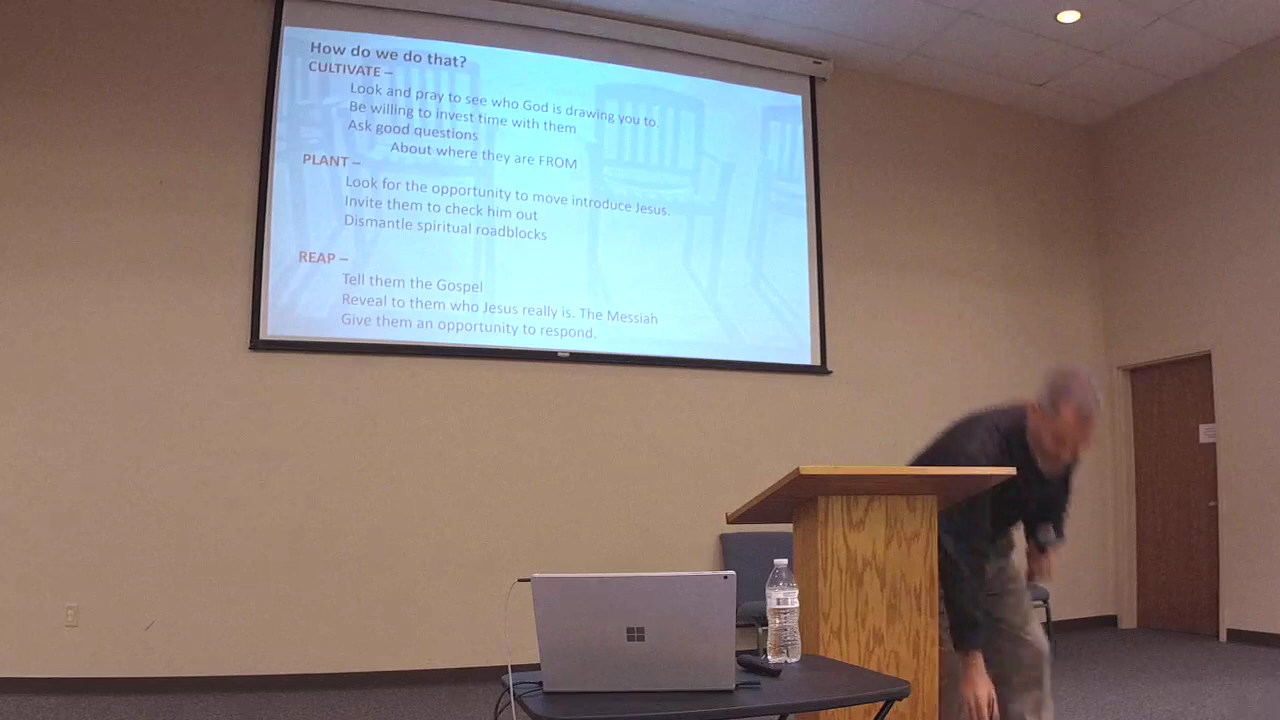 How do we do that?
CULTIVATE –
Look and pray to see who God is drawing you to.
Be willing to invest time with them
Ask good questions
About where they are FROM
PLANT –
Look for the opportunity to move introduce Jesus.
Invite them to check him out
Dismantle spiritual roadblocks
REAP –
Tell them the Gospel
Reveal to them who Jesus really is. The Messiah
Give them an opportunity to respond.